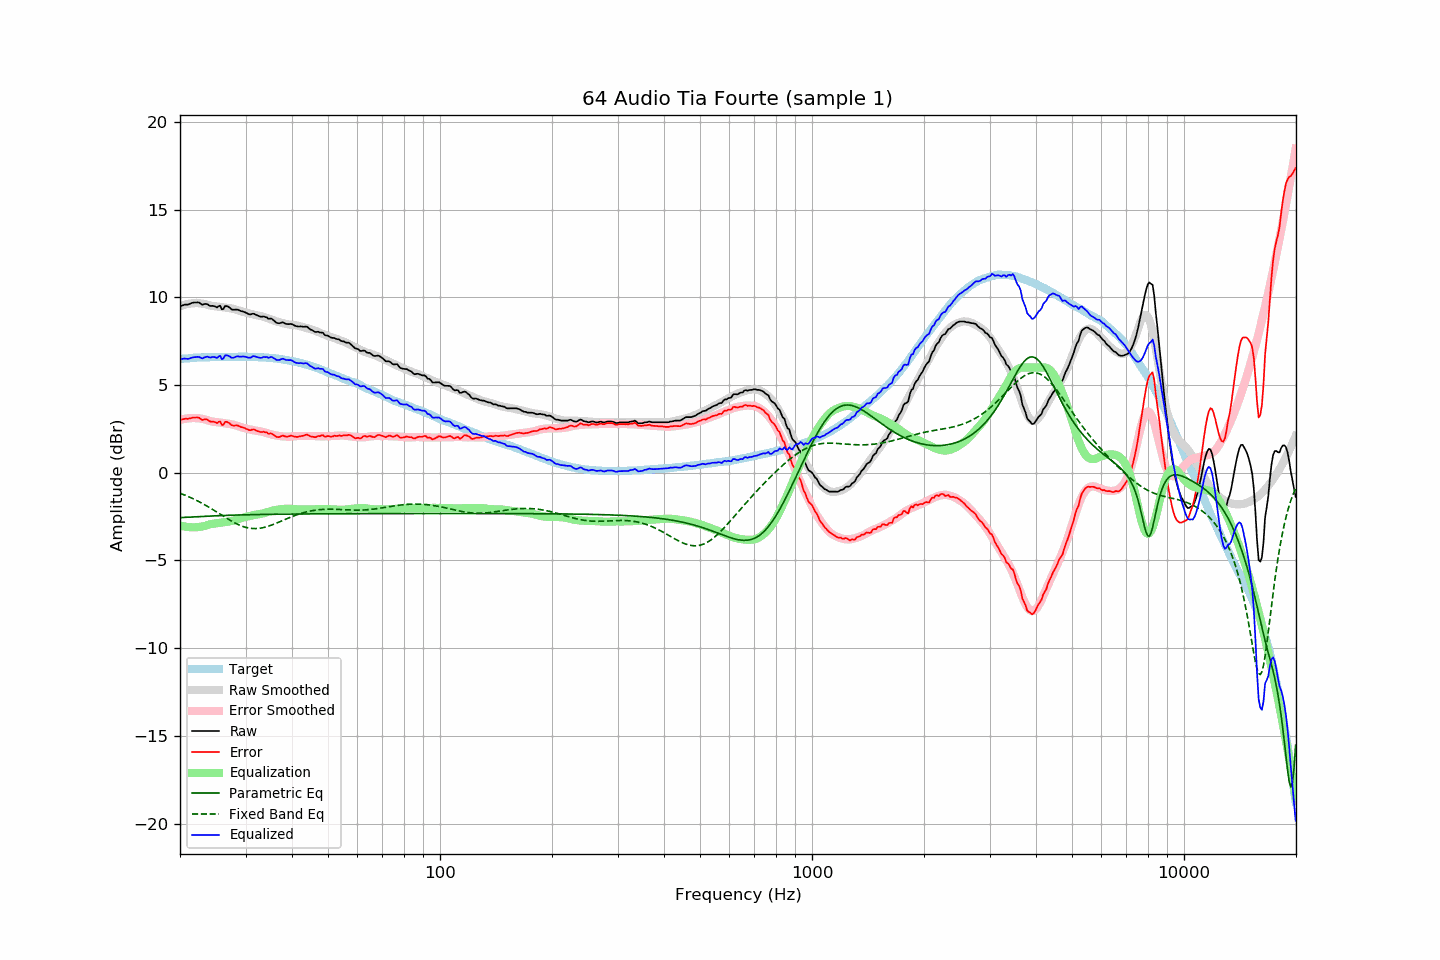 64 Audio Tia Fourte (sample 1)
20
15
10
5
0
−5
−10
−15
−20
Amplitude (dBr)
Target
Raw Smoothed
Error Smoothed
Raw
Error
Equalization
Parametric Eq
Fixed Band Eq
Equalized
100
1000
10000
Frequency (Hz)